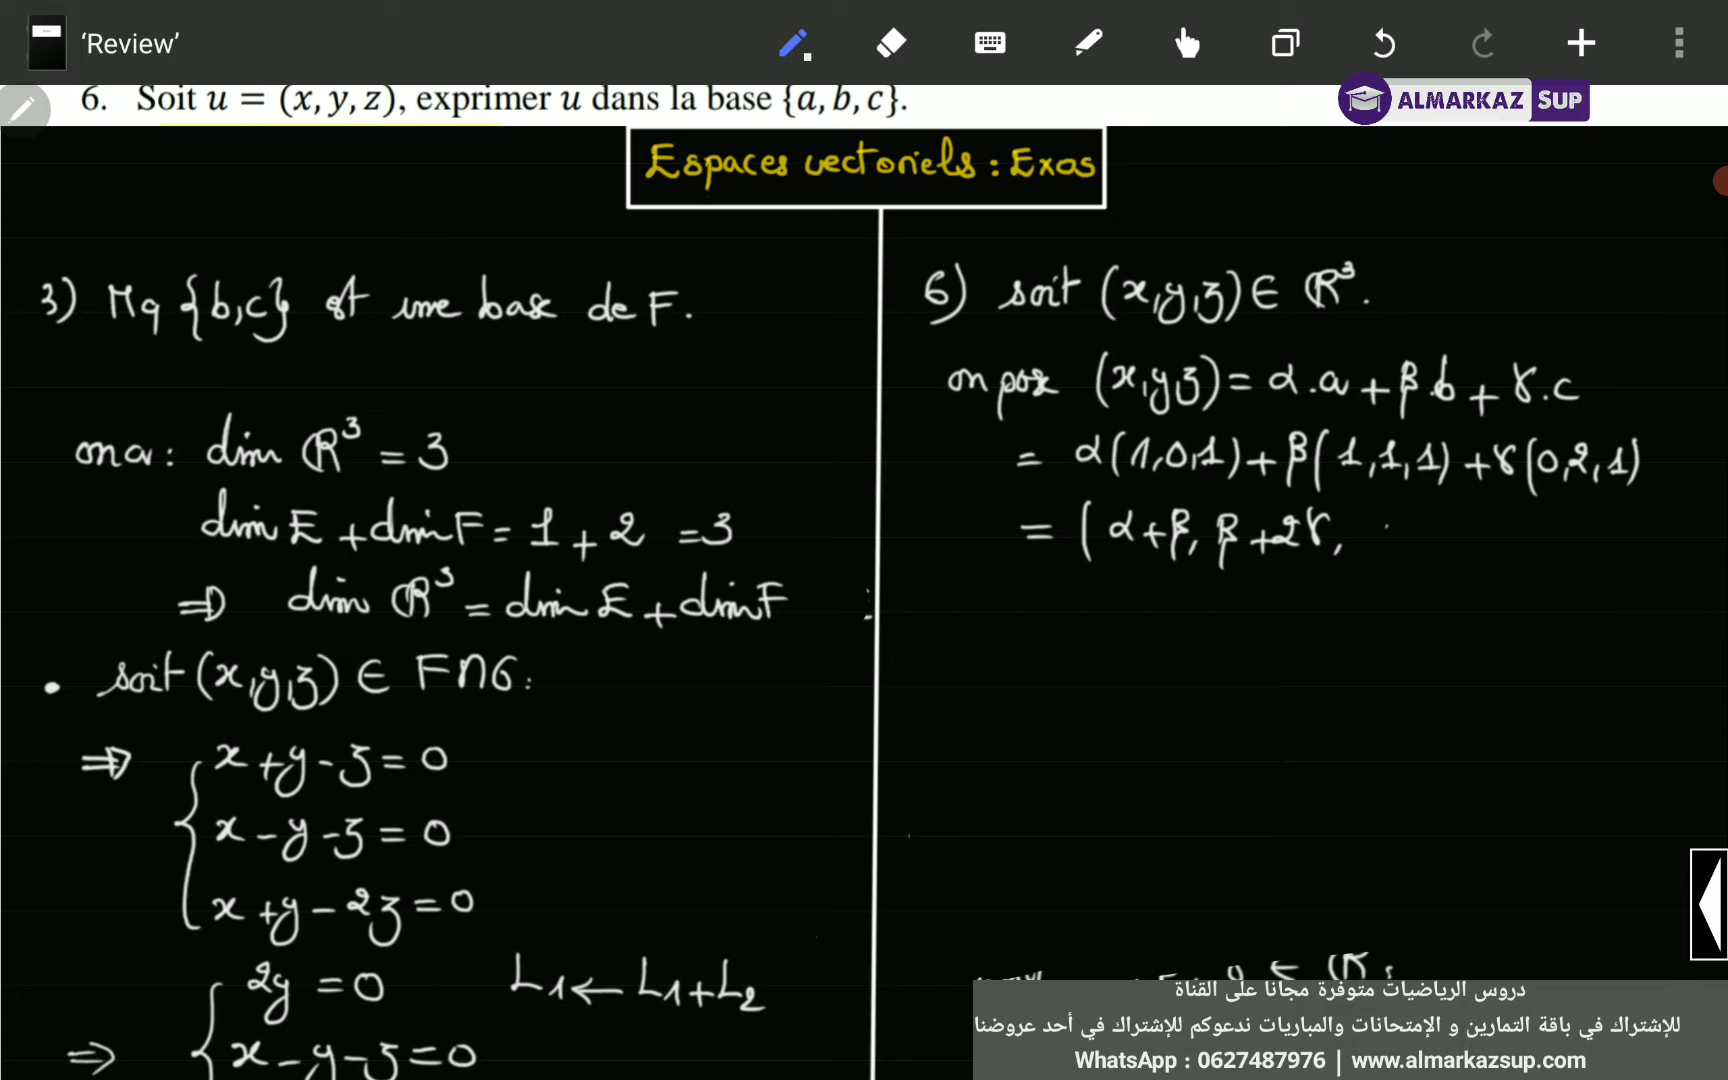 ‘Review’
6. Soit u = (x, y, z), exprimer u dans la base {a, b, c}.
ALMARKAZ SUP
Espaces vectoriels : Exos
3) Mq {b,c} est une base de F.
on a : dim ℝ³ = 3
dim E + dim F = 1 + 2 = 3
⇒ dim ℝ³ = dim E + dim F
• soit (x,y,z) ∈ F∩G :
⇒ { x + y - z = 0
x - y - z = 0
x + y - 2z = 0
⇒ { 2y = 0 L₁ ← L₁ + L₂
x - y - z = 0
6) soit (x,y,z) ∈ ℝ³.
on pose (x,y,z) = α.a + β.b + γ.c
= α(1,0,1) + β(1,1,1) + γ(0,2,1)
= (α+β, β+2γ,
دروس الرياضيات متوفرة مجانا على القناة
للإشتراك في باقة التمارين و الإمتحانات والمباريات ندعوكم للإشتراك في أحد عروضنا
WhatsApp : 0627487976 | www.almarkazsup.com